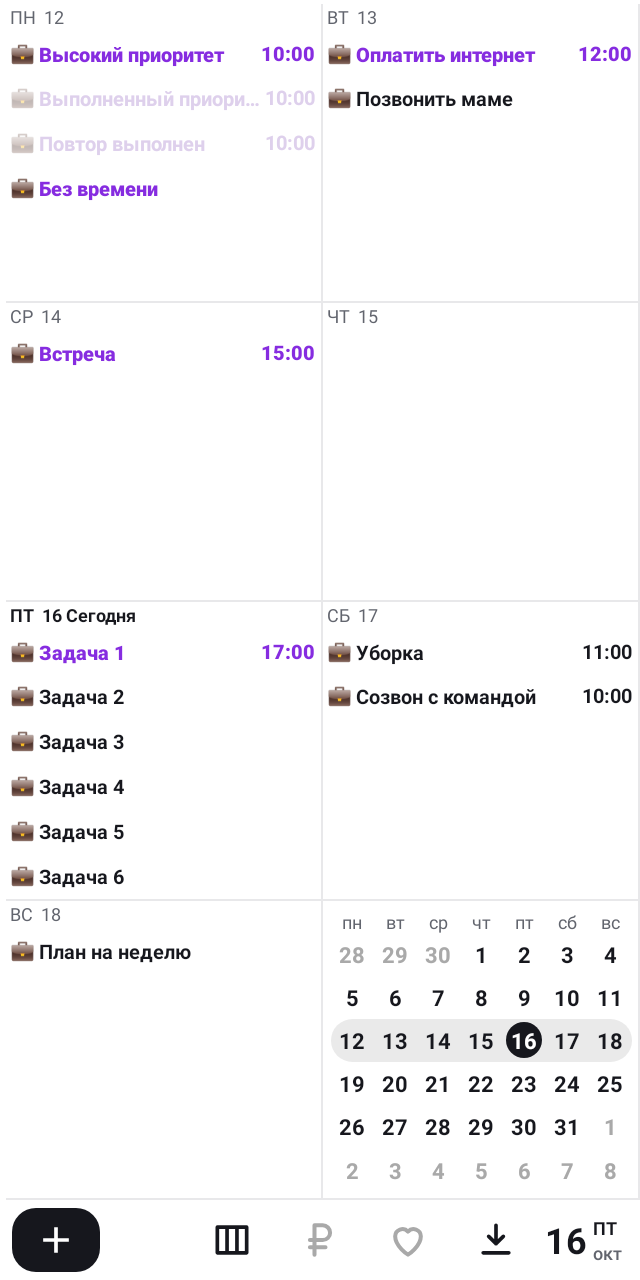 ПН 12
Высокий приоритет 10:00
Выполненный приори... 10:00
Повтор выполнен 10:00
Без времени
ВТ 13
Оплатить интернет 12:00
Позвонить маме
СР 14
Встреча 15:00
ЧТ 15
ПТ 16 Сегодня
Задача 1 17:00
Задача 2
Задача 3
Задача 4
Задача 5
Задача 6
СБ 17
Уборка 11:00
Созвон с командой 10:00
ВС 18
План на неделю
пн вт ср чт пт сб вс
28 29 30 1 2 3 4
5 6 7 8 9 10 11
12 13 14 15 16 17 18
19 20 21 22 23 24 25
26 27 28 29 30 31 1
2 3 4 5 6 7 8
+ ₽ 16 ПТ
окт